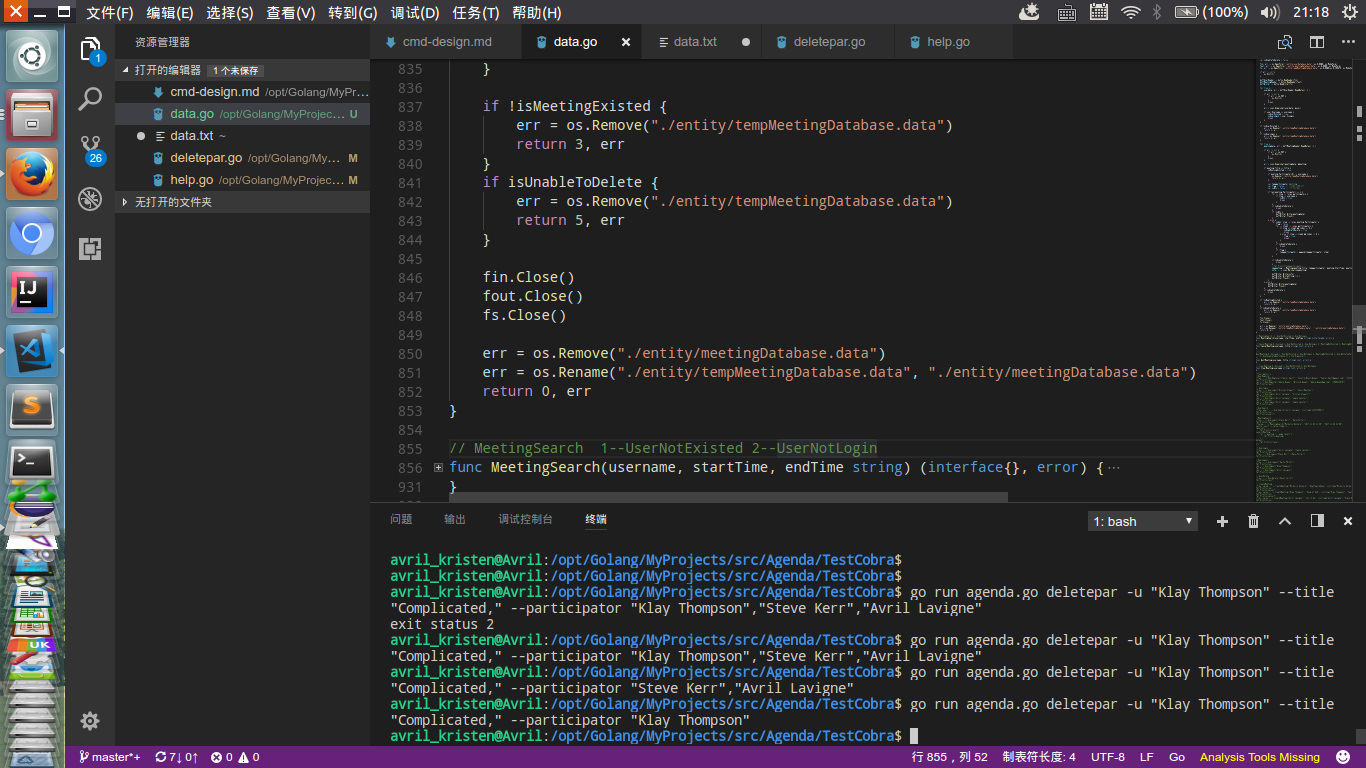 文件(F) 编辑(E) 选择(S) 查看(V) 转到(G) 调试(D) 任务(T) 帮助(H)
(100%) 21:18
资源管理器
打开的编辑器 1 个未保存
cmd-design.md /opt/Golang/MyPr...
data.go /opt/Golang/MyProjec... U
data.txt ~
deletepar.go /opt/Golang/My... M
help.go /opt/Golang/MyProjec... M
无打开的文件夹
1
26
cmd-design.md data.go data.txt deletepar.go help.go
835 }
836
837 if !isMeetingExisted {
838 err = os.Remove("./entity/tempMeetingDatabase.data")
839 return 3, err
840 }
841 if isUnableToDelete {
842 err = os.Remove("./entity/tempMeetingDatabase.data")
843 return 5, err
844 }
845
846 fin.Close()
847 fout.Close()
848 fs.Close()
849
850 err = os.Remove("./entity/meetingDatabase.data")
851 err = os.Rename("./entity/tempMeetingDatabase.data", "./entity/meetingDatabase.data")
852 return 0, err
853 }
854
855 // MeetingSearch  1--UserNotExisted 2--UserNotLogin
856 func MeetingSearch(username, startTime, endTime string) (interface{}, error) {···
931 }
问题 输出 调试控制台 终端 1: bash
avril_kristen@Avril:/opt/Golang/MyProjects/src/Agenda/TestCobra$
avril_kristen@Avril:/opt/Golang/MyProjects/src/Agenda/TestCobra$
avril_kristen@Avril:/opt/Golang/MyProjects/src/Agenda/TestCobra$ go run agenda.go deletepar -u "Klay Thompson" --title
"Complicated," --participator "Klay Thompson","Steve Kerr","Avril Lavigne"
exit status 2
avril_kristen@Avril:/opt/Golang/MyProjects/src/Agenda/TestCobra$ go run agenda.go deletepar -u "Klay Thompson" --title
"Complicated," --participator "Klay Thompson","Steve Kerr","Avril Lavigne"
avril_kristen@Avril:/opt/Golang/MyProjects/src/Agenda/TestCobra$ go run agenda.go deletepar -u "Klay Thompson" --title
"Complicated," --participator "Steve Kerr","Avril Lavigne"
avril_kristen@Avril:/opt/Golang/MyProjects/src/Agenda/TestCobra$ go run agenda.go deletepar -u "Klay Thompson" --title
"Complicated," --participator "Klay Thompson"
avril_kristen@Avril:/opt/Golang/MyProjects/src/Agenda/TestCobra$
master*+ 7↓ 0↑ 0 0 行 855，列 52 制表符长度: 4 UTF-8 LF Go Analysis Tools Missing